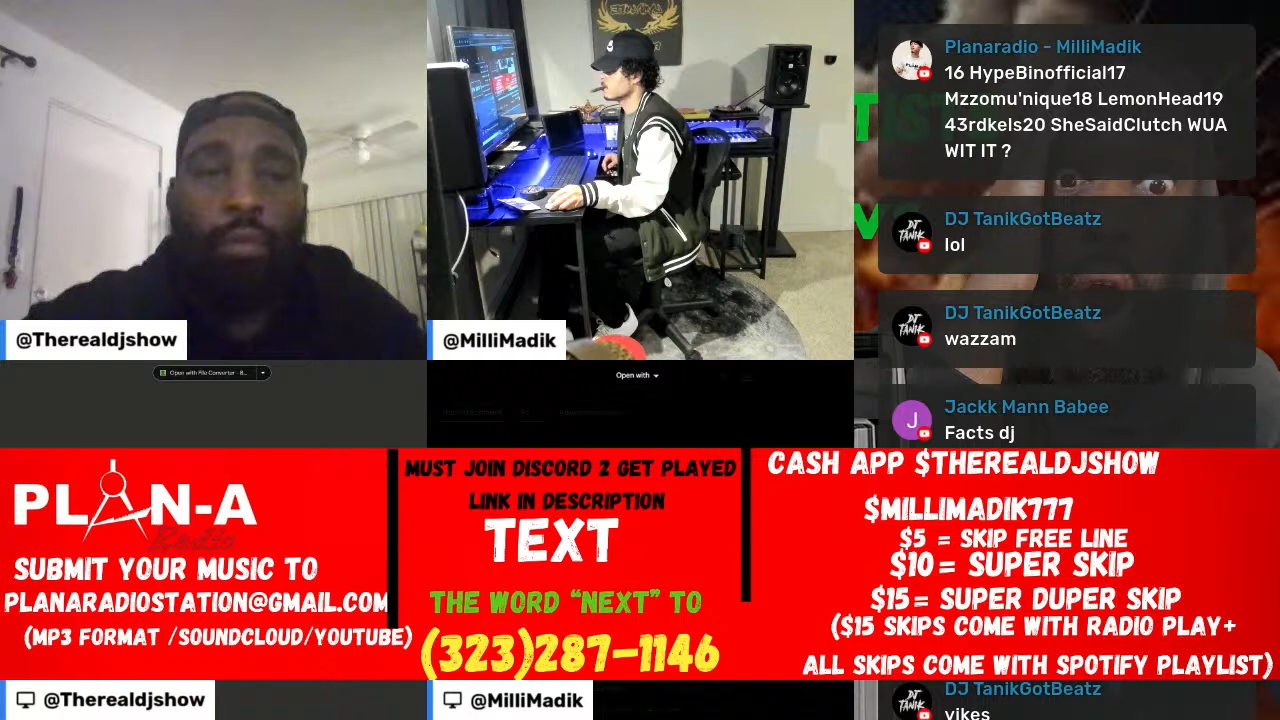 @Therealdjshow
@MilliMadik
Planaradio - MilliMadik
16 HypeBinofficial17
Mzzomu'nique18 LemonHead19
43rdkels20 SheSaidClutch WUA
WIT IT ?
DJ TanikGotBeatz
lol
DJ TanikGotBeatz
wazzam
Jackk Mann Babee
Facts dj
Open with File Converter - B...
Open with
PLAN-A
Radio
SUBMIT YOUR MUSIC TO
PLANARADIOSTATION@GMAIL.COM
(MP3 FORMAT /SOUNDCLOUD/YOUTUBE)
MUST JOIN DISCORD 2 GET PLAYED
LINK IN DESCRIPTION
TEXT
THE WORD “NEXT” TO
(323)287-1146
CASH APP $THEREALDJSHOW
$MILLIMADIK777
$5 = SKIP FREE LINE
$10 = SUPER SKIP
$15 = SUPER DUPER SKIP
($15 SKIPS COME WITH RADIO PLAY+
ALL SKIPS COME WITH SPOTIFY PLAYLIST)
@Therealdjshow
@MilliMadik
DJ TanikGotBeatz
yikes